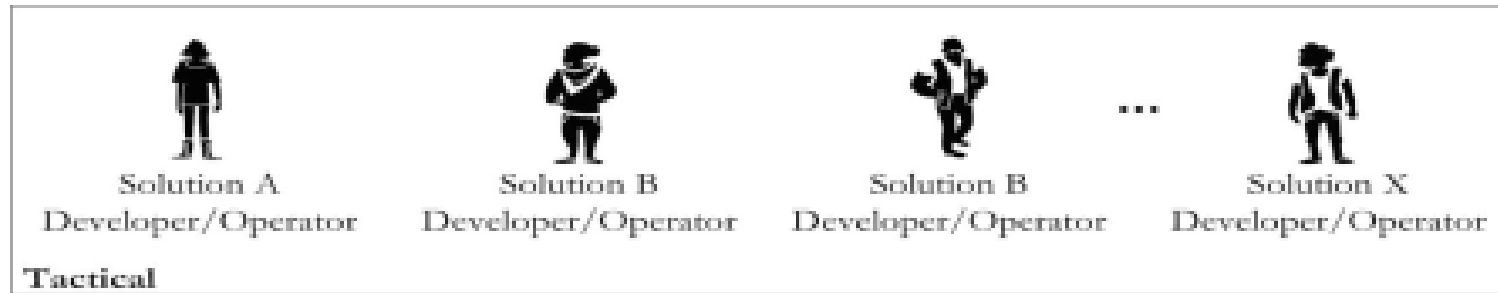 Solution A
Developer/Operator
Solution B
Developer/Operator
Solution B
Developer/Operator
...
Solution X
Developer/Operator
Tactical